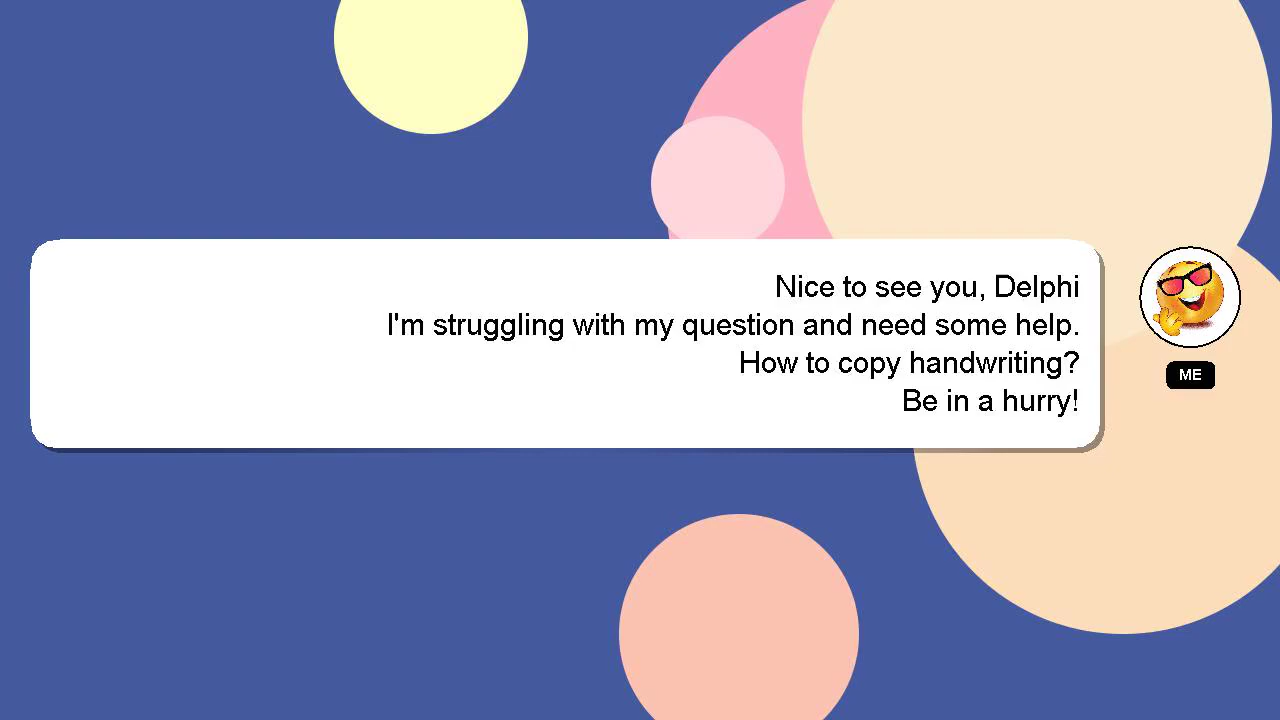 Nice to see you, Delphi
I'm struggling with my question and need some help.
How to copy handwriting?
Be in a hurry!
ME